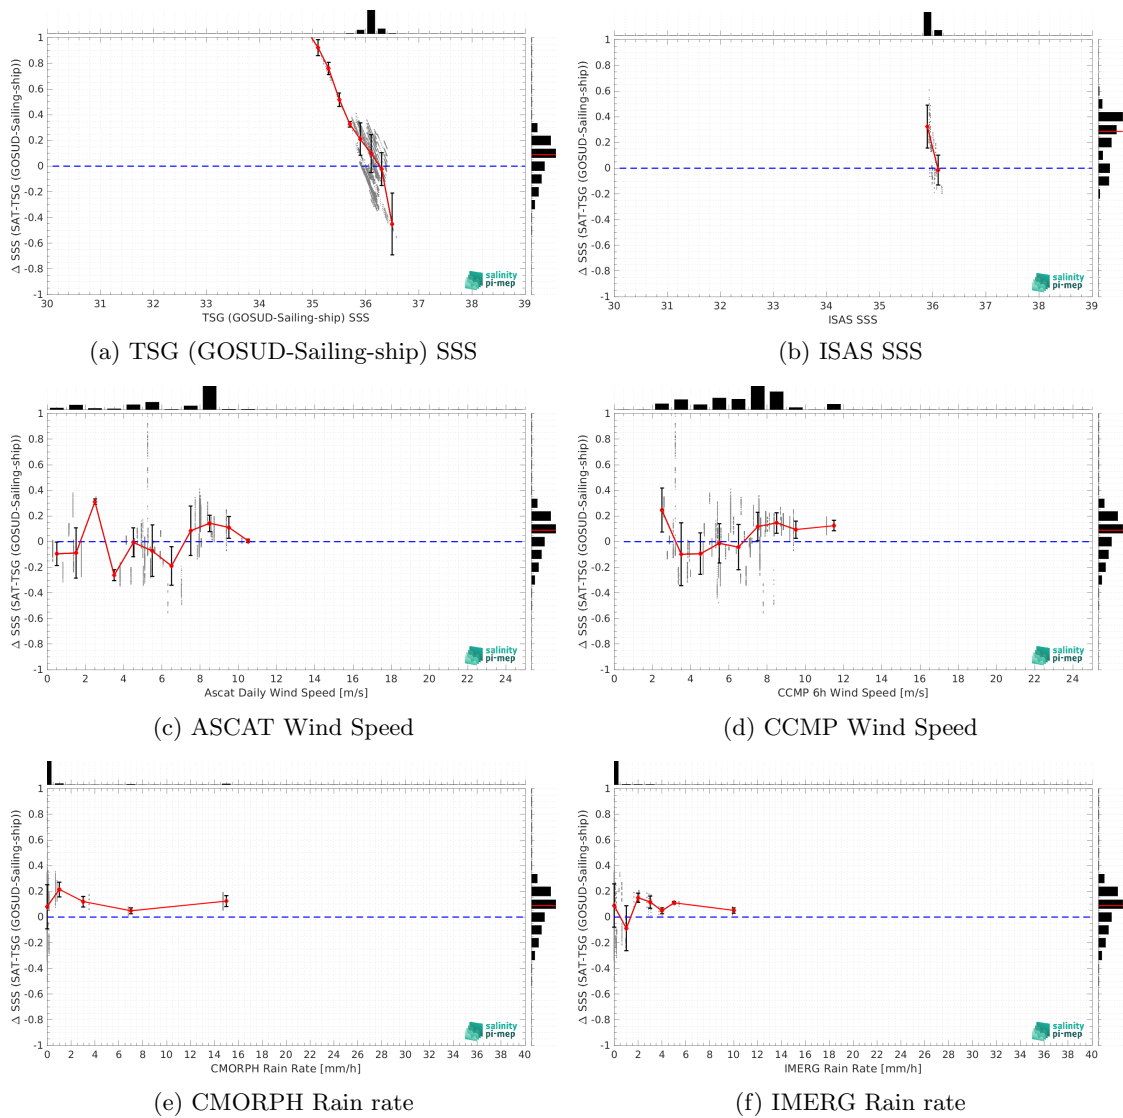 1
0.8
0.6
0.4
0.2
0
-0.2
-0.4
-0.6
-0.8
-1
Δ SSS (SAT-TSG (GOSUD-Sailing-ship))
30 31 32 33 34 35 36 37 38 39
TSG (GOSUD-Sailing-ship) SSS
salinity
pi-mep
(a) TSG (GOSUD-Sailing-ship) SSS
1
0.8
0.6
0.4
0.2
0
-0.2
-0.4
-0.6
-0.8
-1
Δ SSS (SAT-TSG (GOSUD-Sailing-ship))
30 31 32 33 34 35 36 37 38 39
ISAS SSS
salinity
pi-mep
(b) ISAS SSS
1
0.8
0.6
0.4
0.2
0
-0.2
-0.4
-0.6
-0.8
-1
Δ SSS (SAT-TSG (GOSUD-Sailing-ship))
0 2 4 6 8 10 12 14 16 18 20 22 24
Ascat Daily Wind Speed [m/s]
salinity
pi-mep
(c) ASCAT Wind Speed
1
0.8
0.6
0.4
0.2
0
-0.2
-0.4
-0.6
-0.8
-1
Δ SSS (SAT-TSG (GOSUD-Sailing-ship))
0 2 4 6 8 10 12 14 16 18 20 22 24
CCMP 6h Wind Speed [m/s]
salinity
pi-mep
(d) CCMP Wind Speed
1
0.8
0.6
0.4
0.2
0
-0.2
-0.4
-0.6
-0.8
-1
Δ SSS (SAT-TSG (GOSUD-Sailing-ship))
0 2 4 6 8 10 12 14 16 18 20 22 24 26 28 30 32 34 36 38 40
CMORPH Rain Rate [mm/h]
salinity
pi-mep
(e) CMORPH Rain rate
1
0.8
0.6
0.4
0.2
0
-0.2
-0.4
-0.6
-0.8
-1
Δ SSS (SAT-TSG (GOSUD-Sailing-ship))
0 2 4 6 8 10 12 14 16 18 20 22 24 26 28 30 32 34 36 38 40
IMERG Rain Rate [mm/h]
salinity
pi-mep
(f) IMERG Rain rate